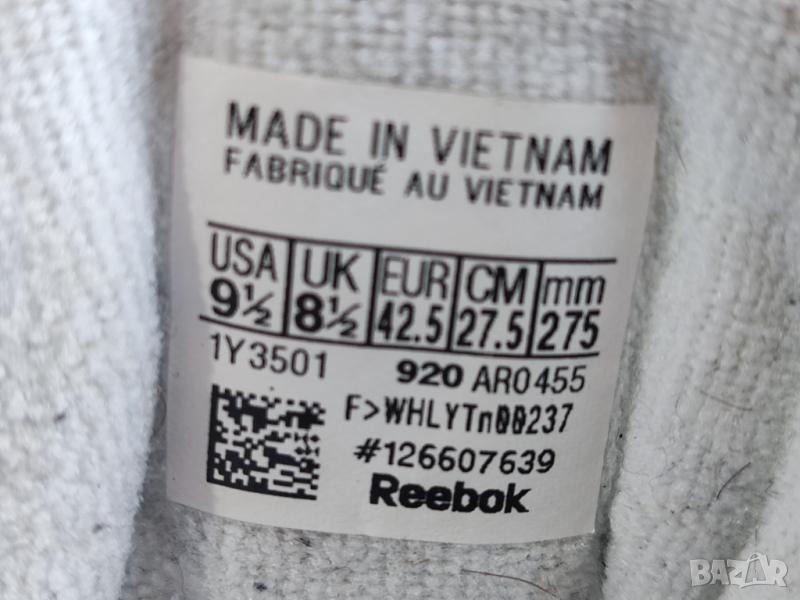 MADE IN VIETNAM
FABRIQUÉ AU VIETNAM
USA UK EUR CM mm
9½ 8½ 42.5 27.5 275
1Y3501 920 AR0455
F>WHLYTn00237
#126607639
Reebok
BAZAR